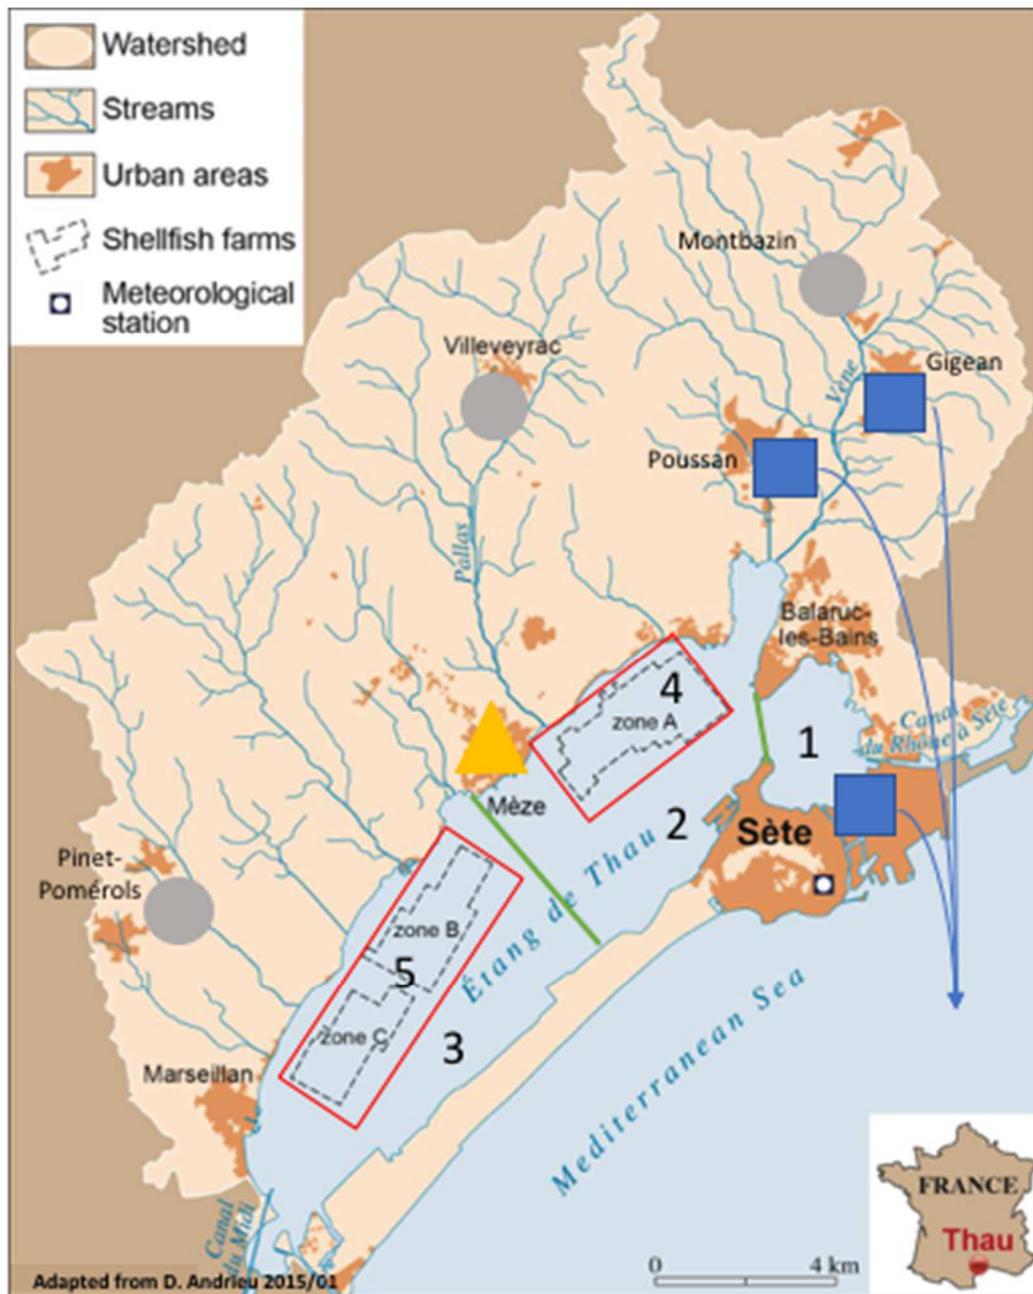 Watershed
Streams
Urban areas
Shellfish farms
Meteorological
station
Montbazin
Villeveyrac
Gigean
Vène
Poussan
Pallas
Balaruc-
les-Bains
4
zone A
1
Canal
du Rhône à Sète
Mèze
2
Sète
Pinet-
Pomérols
zone B
5
Étang de Thau
zone C
3
Marseillan
Mediterranean Sea
Canal
du Midi
FRANCE
Thau
0 4 km
Adapted from D. Andrieu 2015/01